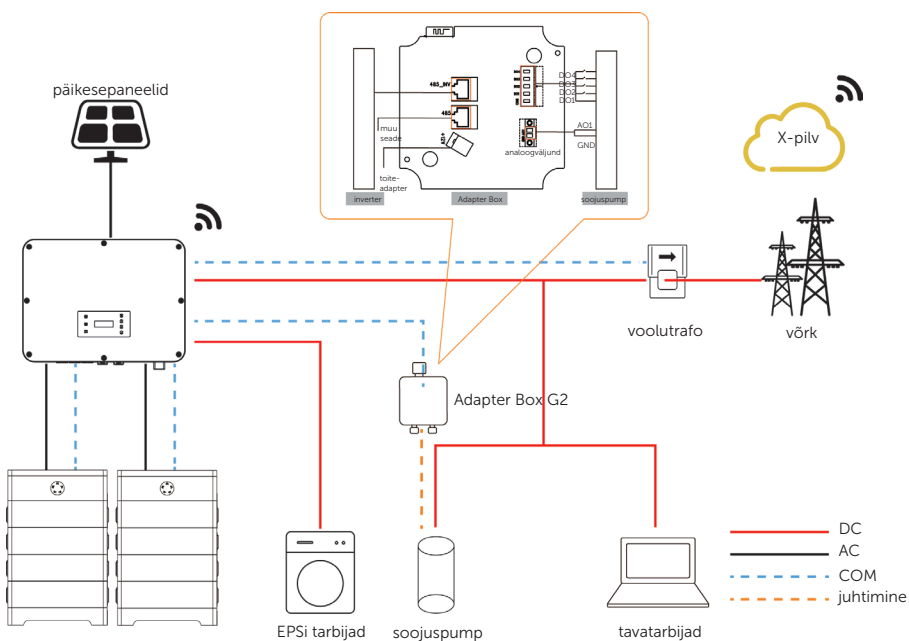 päikesepaneelid
485_INV
485
muu
seade
toite-
adapter
DO4
DO3
DO2
DO1
AO1
GND
analoogväljund
inverter
Adapter Box
soojuspump
X-pilv
voolutrafo
võrk
Adapter Box G2
EPSi tarbijad
soojuspump
tavatarbijad
DC
AC
COM
juhtimine